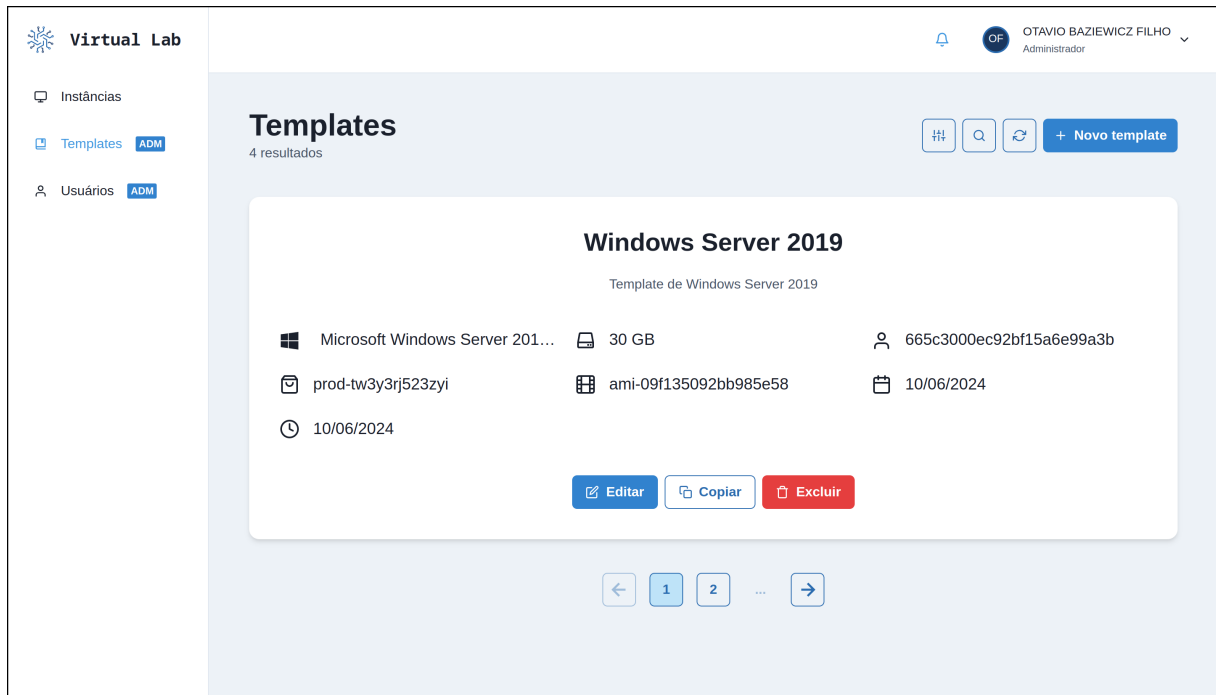 Virtual Lab
OF
OTAVIO BAZIEWICZ FILHO
Administrador
Instâncias
Templates ADM
Usuários ADM
Templates
4 resultados
+ Novo template
Windows Server 2019
Template de Windows Server 2019
Microsoft Windows Server 201… 30 GB 665c3000ec92bf15a6e99a3b
prod-tw3y3rj523zyi ami-09f135092bb985e58 10/06/2024
10/06/2024
Editar Copiar Excluir
1 2 ...